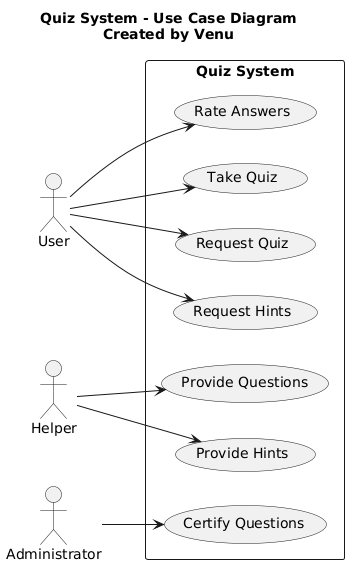 Quiz System - Use Case Diagram
Created by Venu
Quiz System
Rate Answers
Take Quiz
User
Request Quiz
Request Hints
Provide Questions
Helper
Provide Hints
Certify Questions
Administrator